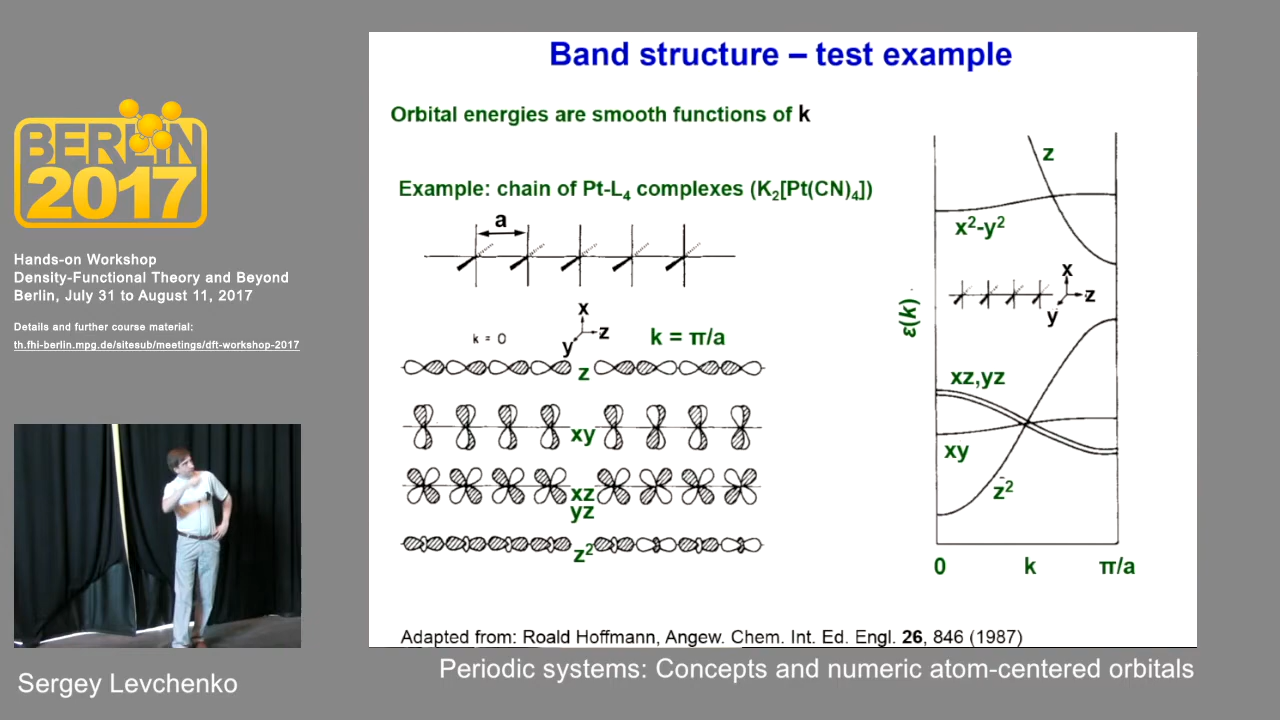 BERLIN
2017
Hands-on Workshop
Density-Functional Theory and Beyond
Berlin, July 31 to August 11, 2017
Details and further course material:
th.fhi-berlin.mpg.de/sitesub/meetings/dft-workshop-2017
Sergey Levchenko
Band structure – test example
Orbital energies are smooth functions of k
Example: chain of Pt-L₄ complexes (K₂[Pt(CN)₄])
a
x
z
y
k = 0
k = π/a
z
xy
xz
yz
z²
z
x²-y²
x
z
y
ε(k)
xz,yz
xy
z²
0 k π/a
Adapted from: Roald Hoffmann, Angew. Chem. Int. Ed. Engl. 26, 846 (1987)
Periodic systems: Concepts and numeric atom-centered orbitals